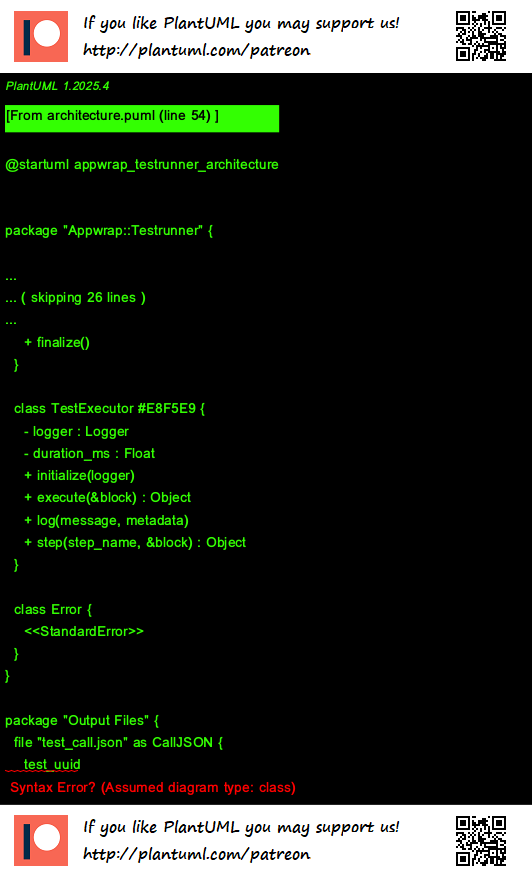 If you like PlantUML you may support us!
http://plantuml.com/patreon
PlantUML 1.2025.4
[From architecture.puml (line 54) ]
@startuml appwrap_testrunner_architecture
package "Appwrap::Testrunner" {
...
... ( skipping 26 lines )
...
+ finalize()
}
class TestExecutor #E8F5E9 {
- logger : Logger
- duration_ms : Float
+ initialize(logger)
+ execute(&block) : Object
+ log(message, metadata)
+ step(step_name, &block) : Object
}
class Error {
<<StandardError>>
}
}
package "Output Files" {
file "test_call.json" as CallJSON {
test_uuid
Syntax Error? (Assumed diagram type: class)
If you like PlantUML you may support us!
http://plantuml.com/patreon